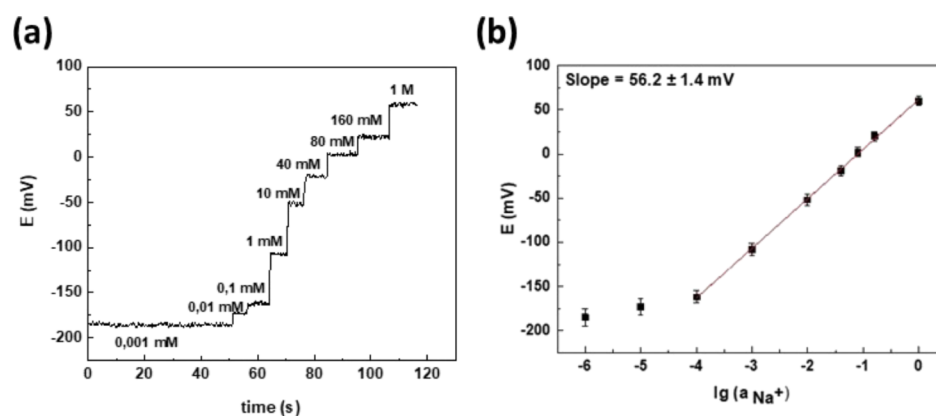 (a)
100
50
0
-50
-100
-150
-200
E (mV)
0,001 mM
0,01 mM
0,1 mM
1 mM
10 mM
40 mM
80 mM
160 mM
1 M
0 20 40 60 80 100 120
time (s)
(b)
Slope = 56.2 ± 1.4 mV
100
50
0
-50
-100
-150
-200
E (mV)
-6 -5 -4 -3 -2 -1 0
lg (a Na+)